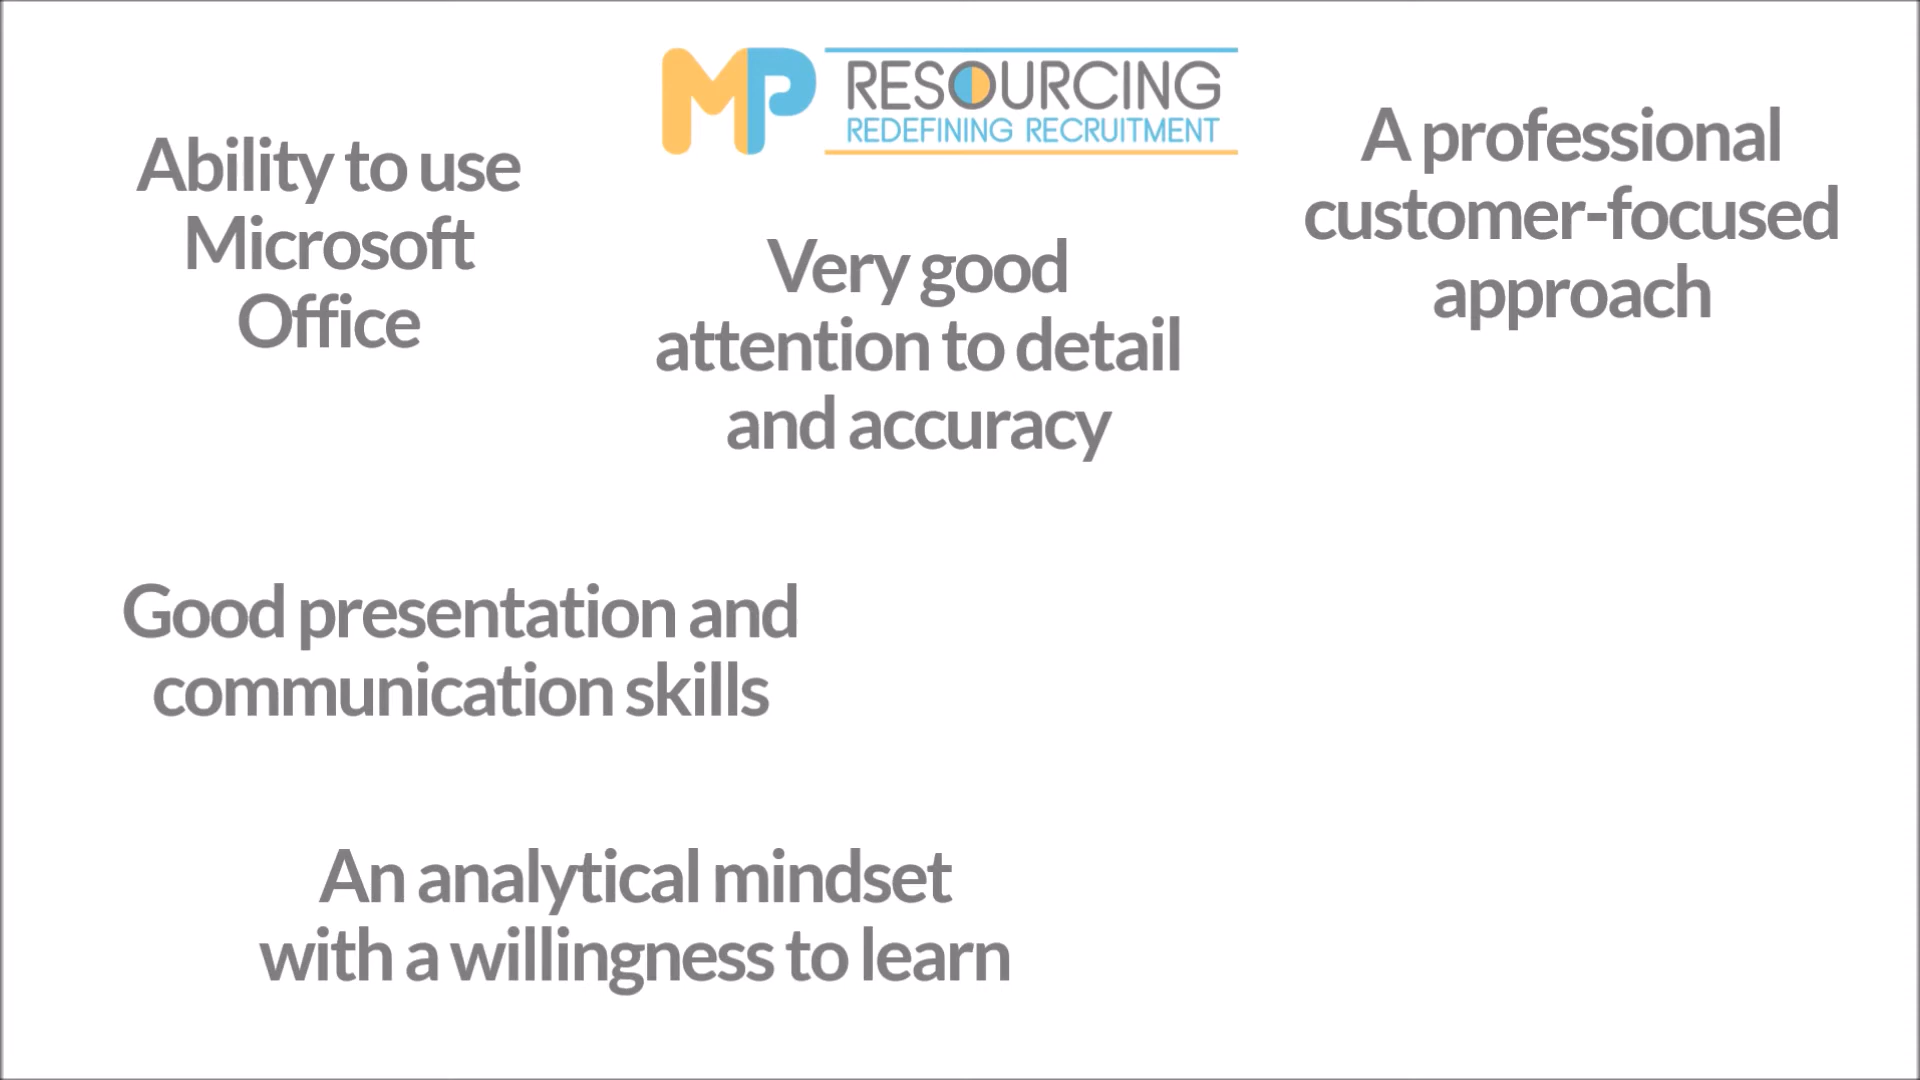 MP RESOURCING
REDEFINING RECRUITMENT
Ability to use
Microsoft
Office
Very good
attention to detail
and accuracy
A professional
customer-focused
approach
Good presentation and
communication skills
An analytical mindset
with a willingness to learn